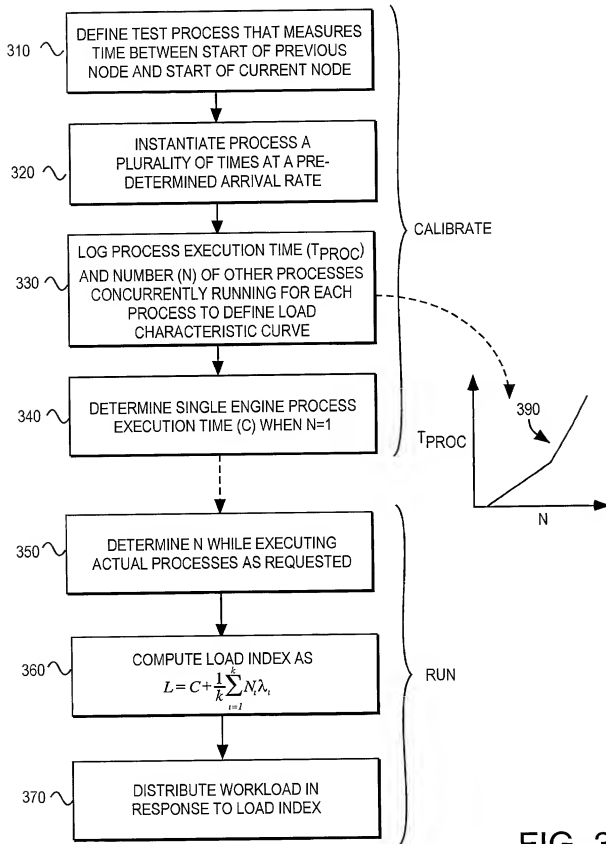 310
DEFINE TEST PROCESS THAT MEASURES
TIME BETWEEN START OF PREVIOUS
NODE AND START OF CURRENT NODE
320
INSTANTIATE PROCESS A
PLURALITY OF TIMES AT A PRE-
DETERMINED ARRIVAL RATE
CALIBRATE
330
LOG PROCESS EXECUTION TIME (TPROC)
AND NUMBER (N) OF OTHER PROCESSES
CONCURRENTLY RUNNING FOR EACH
PROCESS TO DEFINE LOAD
CHARACTERISTIC CURVE
340
DETERMINE SINGLE ENGINE PROCESS
EXECUTION TIME (C) WHEN N=1
390
TPROC
N
350
DETERMINE N WHILE EXECUTING
ACTUAL PROCESSES AS REQUESTED
360
COMPUTE LOAD INDEX AS
L = C + 1/k ∑ i=1 k Niλi
RUN
370
DISTRIBUTE WORKLOAD IN
RESPONSE TO LOAD INDEX
FIG. 3